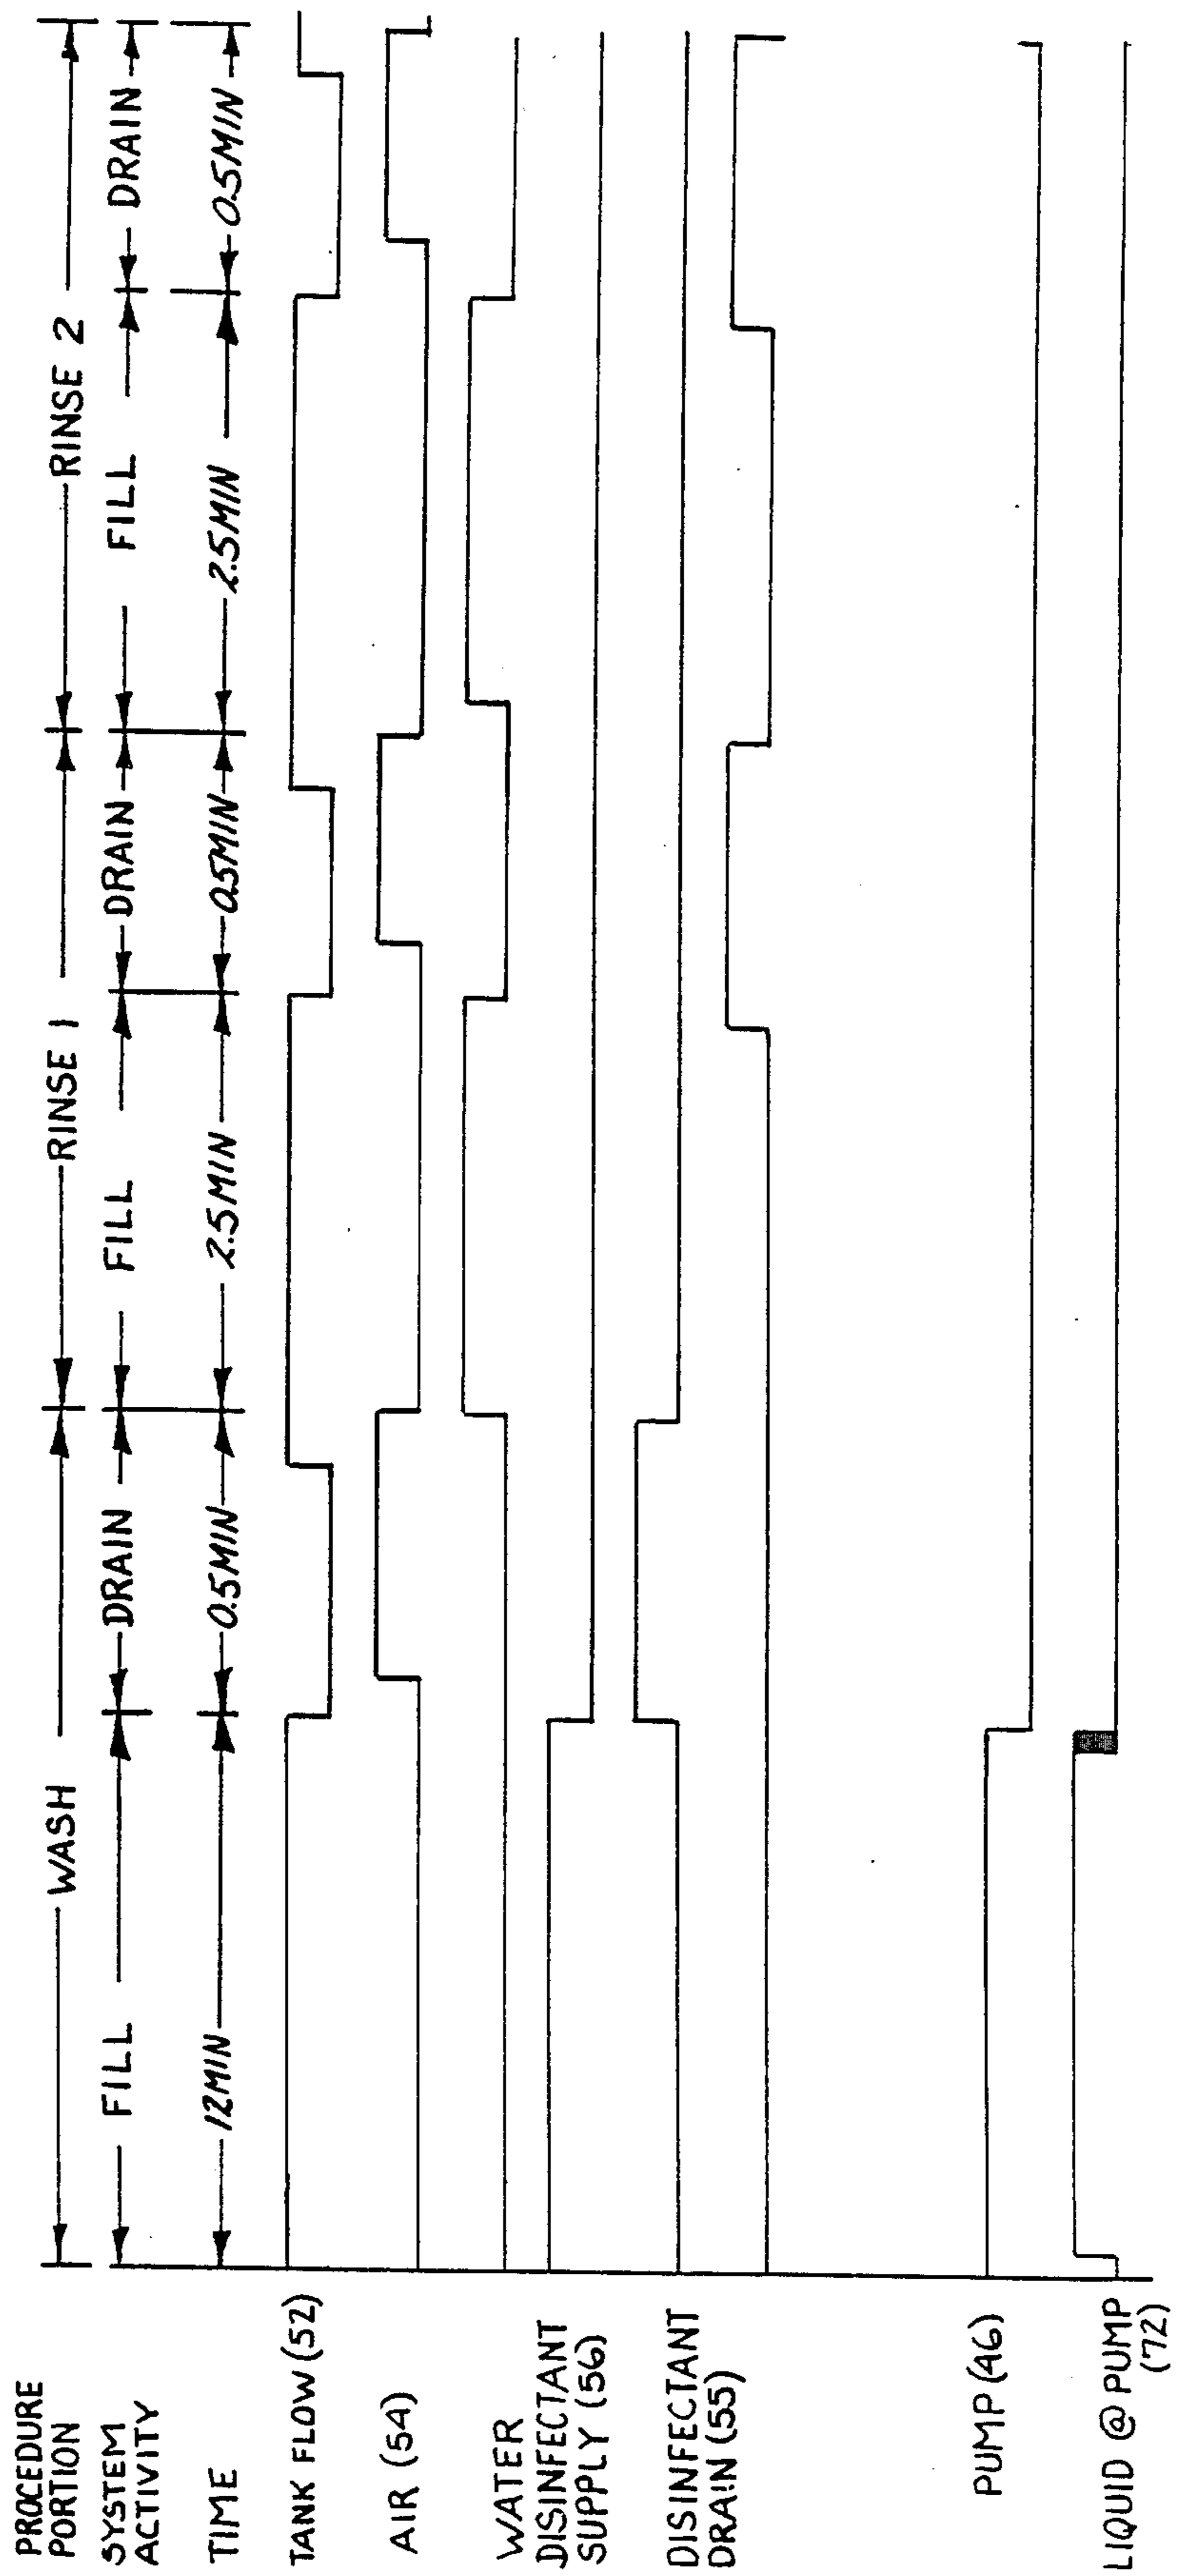 PROCEDURE
PORTION
WASH
RINSE 1
RINSE 2
SYSTEM
ACTIVITY
FILL
DRAIN
FILL
DRAIN
FILL
DRAIN
TIME
12MIN
0.5MIN
2.5MIN
0.5MIN
2.5MIN
0.5MIN
TANK FLOW (52)
AIR (54)
WATER
DISINFECTANT
SUPPLY (56)
DISINFECTANT
DRAIN (55)
PUMP (46)
LIQUID @ PUMP
(72)